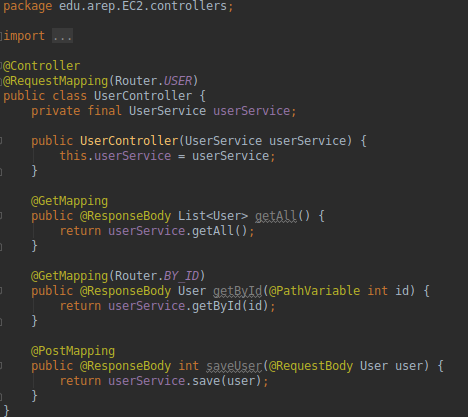 package edu.arep.EC2.controllers;
import ...
@Controller
@RequestMapping(Router.USER)
public class UserController {
    private final UserService userService;
    public UserController(UserService userService) {
        this.userService = userService;
    }
    @GetMapping
    public @ResponseBody List<User> getAll() {
        return userService.getAll();
    }
    @GetMapping(Router.BY_ID)
    public @ResponseBody User getById(@PathVariable int id) {
        return userService.getById(id);
    }
    @PostMapping
    public @ResponseBody int saveUser(@RequestBody User user) {
        return userService.save(user);
    }
}